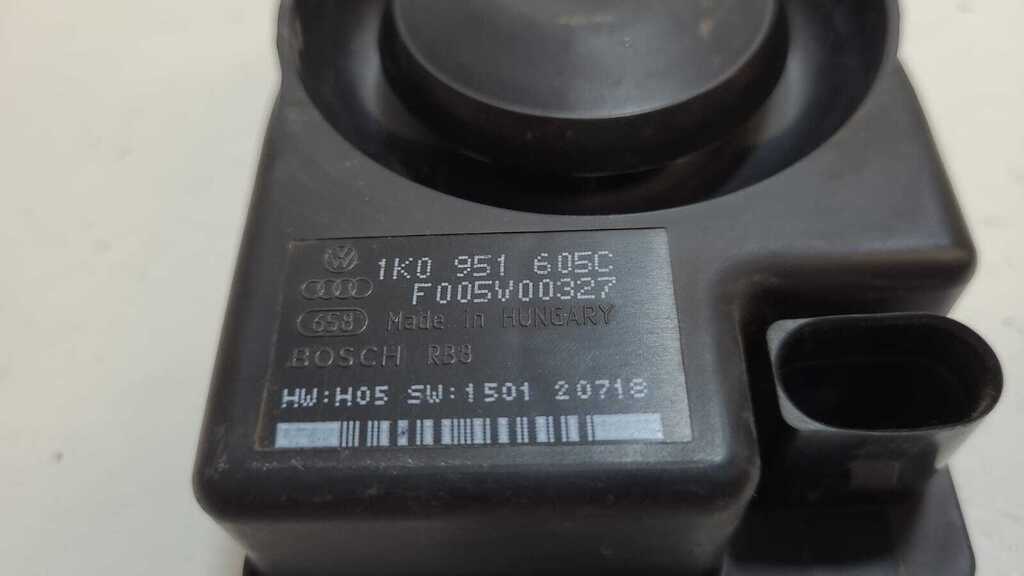 1K0 951 605C
F005V00327
658 Made in HUNGARY
BOSCH RB8
HW:H05 SW:1501 20718